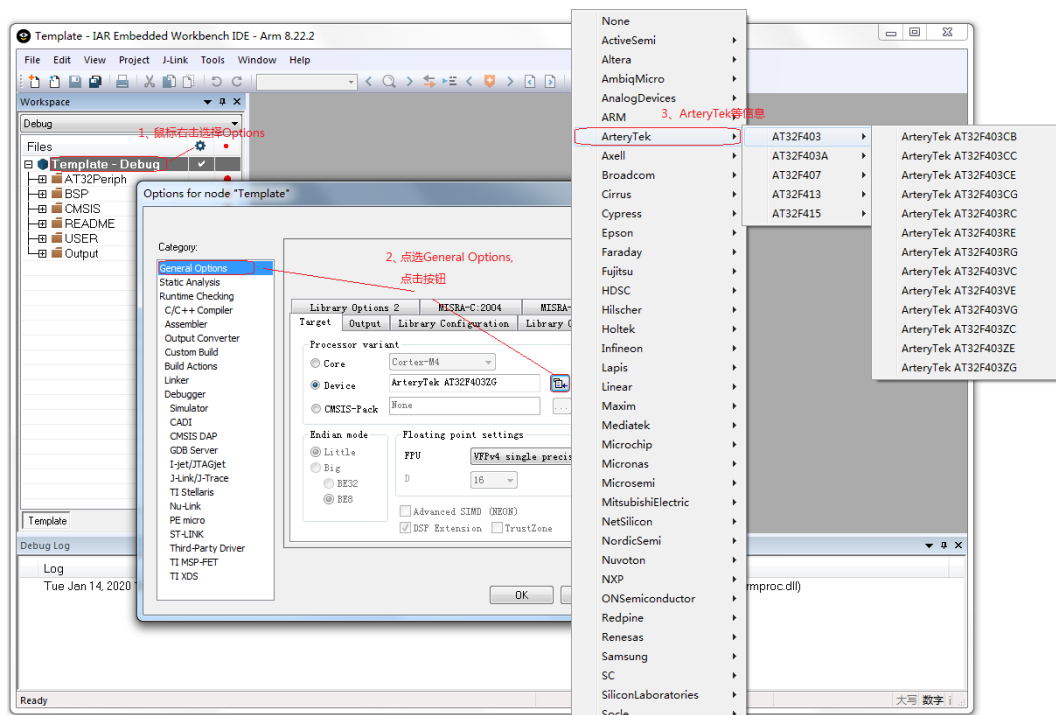 Template - IAR Embedded Workbench IDE - Arm 8.22.2
File Edit View Project J-Link Tools Window Help
Workspace
Debug
1、鼠标右击选择Options
Files
Template - Debug
AT32Periph
BSP
CMSIS
README
USER
Output
Template
Options for node "Template"
Category:
General Options
Static Analysis
Runtime Checking
C/C++ Compiler
Assembler
Output Converter
Custom Build
Build Actions
Linker
Debugger
Simulator
CADI
CMSIS DAP
GDB Server
I-jet/JTAGjet
J-Link/J-Trace
TI Stellaris
Nu-Link
PE micro
ST-LINK
Third-Party Driver
TI MSP-FET
TI XDS
2、点选General Options,
点击按钮
Library Options 2 MISRA-C:2004 MISRA-
Target Output Library Configuration Library
Processor variant
Core Cortex-M4
Device ArteryTek AT32F403ZG
CMSIS-Pack None
...
Endian mode
Little
Big
BE32
BE8
Floating point settings
FPU VFPv4 single precis
D 16
Advanced SIMD (NEON)
DSP Extension TrustZone
OK
None
ActiveSemi
Altera
AmbiqMicro
AnalogDevices
ARM
3、ArteryTek等信息
ArteryTek
Axell
Broadcom
Cirrus
Cypress
Epson
Faraday
Fujitsu
HDSC
Hilscher
Holtek
Infineon
Lapis
Linear
Maxim
Mediatek
Microchip
Micronas
Microsemi
MitsubishiElectric
NetSilicon
NordicSemi
Nuvoton
NXP
ONSemiconductor
Redpine
Renesas
Samsung
SC
SiliconLaboratories
Socle
AT32F403
AT32F403A
AT32F407
AT32F413
AT32F415
ArteryTek AT32F403CB
ArteryTek AT32F403CC
ArteryTek AT32F403CE
ArteryTek AT32F403CG
ArteryTek AT32F403RC
ArteryTek AT32F403RE
ArteryTek AT32F403RG
ArteryTek AT32F403VC
ArteryTek AT32F403VE
ArteryTek AT32F403VG
ArteryTek AT32F403ZC
ArteryTek AT32F403ZE
ArteryTek AT32F403ZG
Debug Log
Log
Tue Jan 14, 2020 rmproc.dll)
Ready 大写 数字